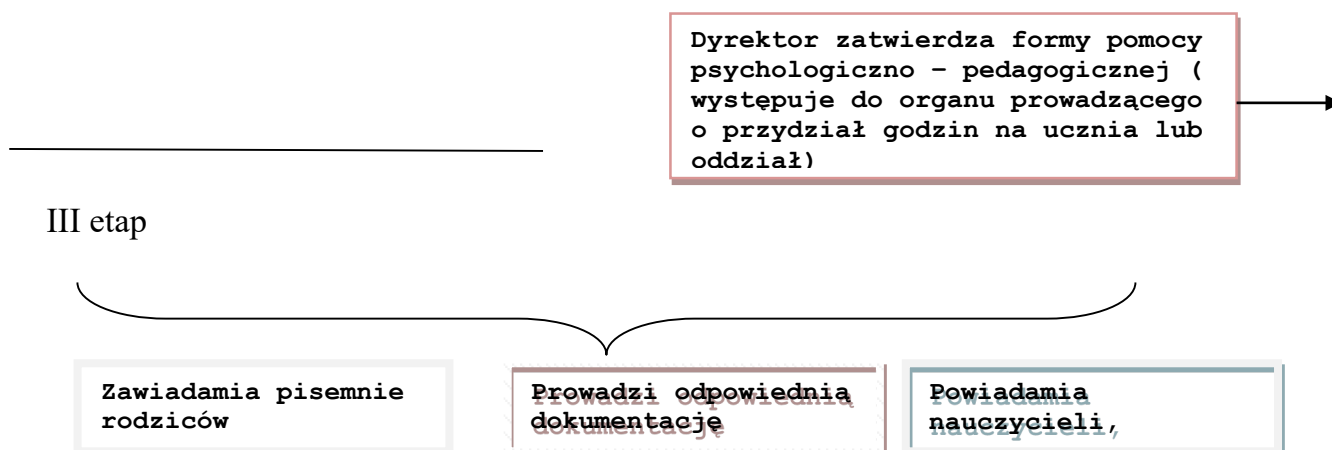 Dyrektor zatwierdza formy pomocy
psychologiczno – pedagogicznej (
występuje do organu prowadzącego
o przydział godzin na ucznia lub
oddział)
III etap
Zawiadamia pisemnie
rodziców
Prowadzi odpowiednią
dokumentację
Powiadamia
nauczycieli,